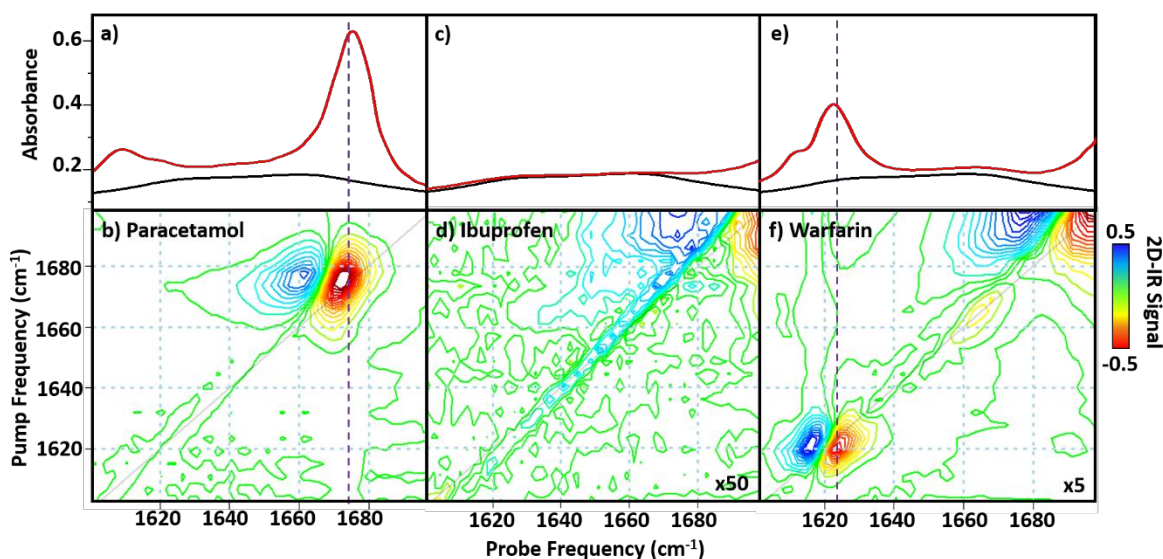 a)
c)
e)
Absorbance
0.6
0.4
0.2
b) Paracetamol
d) Ibuprofen
f) Warfarin
Pump Frequency (cm⁻¹)
1680
1660
1640
1620
x50
x5
0.5
-0.5
2D-IR Signal
1620 1640 1660 1680 1620 1640 1660 1680 1620 1640 1660 1680
Probe Frequency (cm⁻¹)